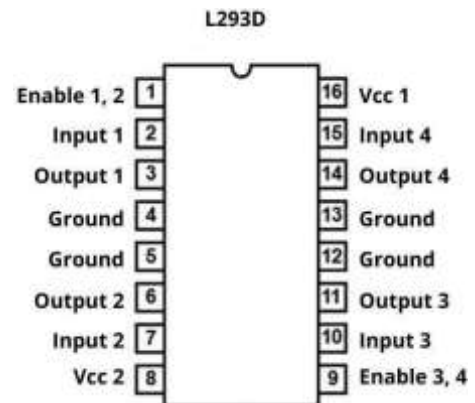 L293D
Enable 1, 2 1 16 Vcc 1
Input 1 2 15 Input 4
Output 1 3 14 Output 4
Ground 4 13 Ground
Ground 5 12 Ground
Output 2 6 11 Output 3
Input 2 7 10 Input 3
Vcc 2 8 9 Enable 3, 4